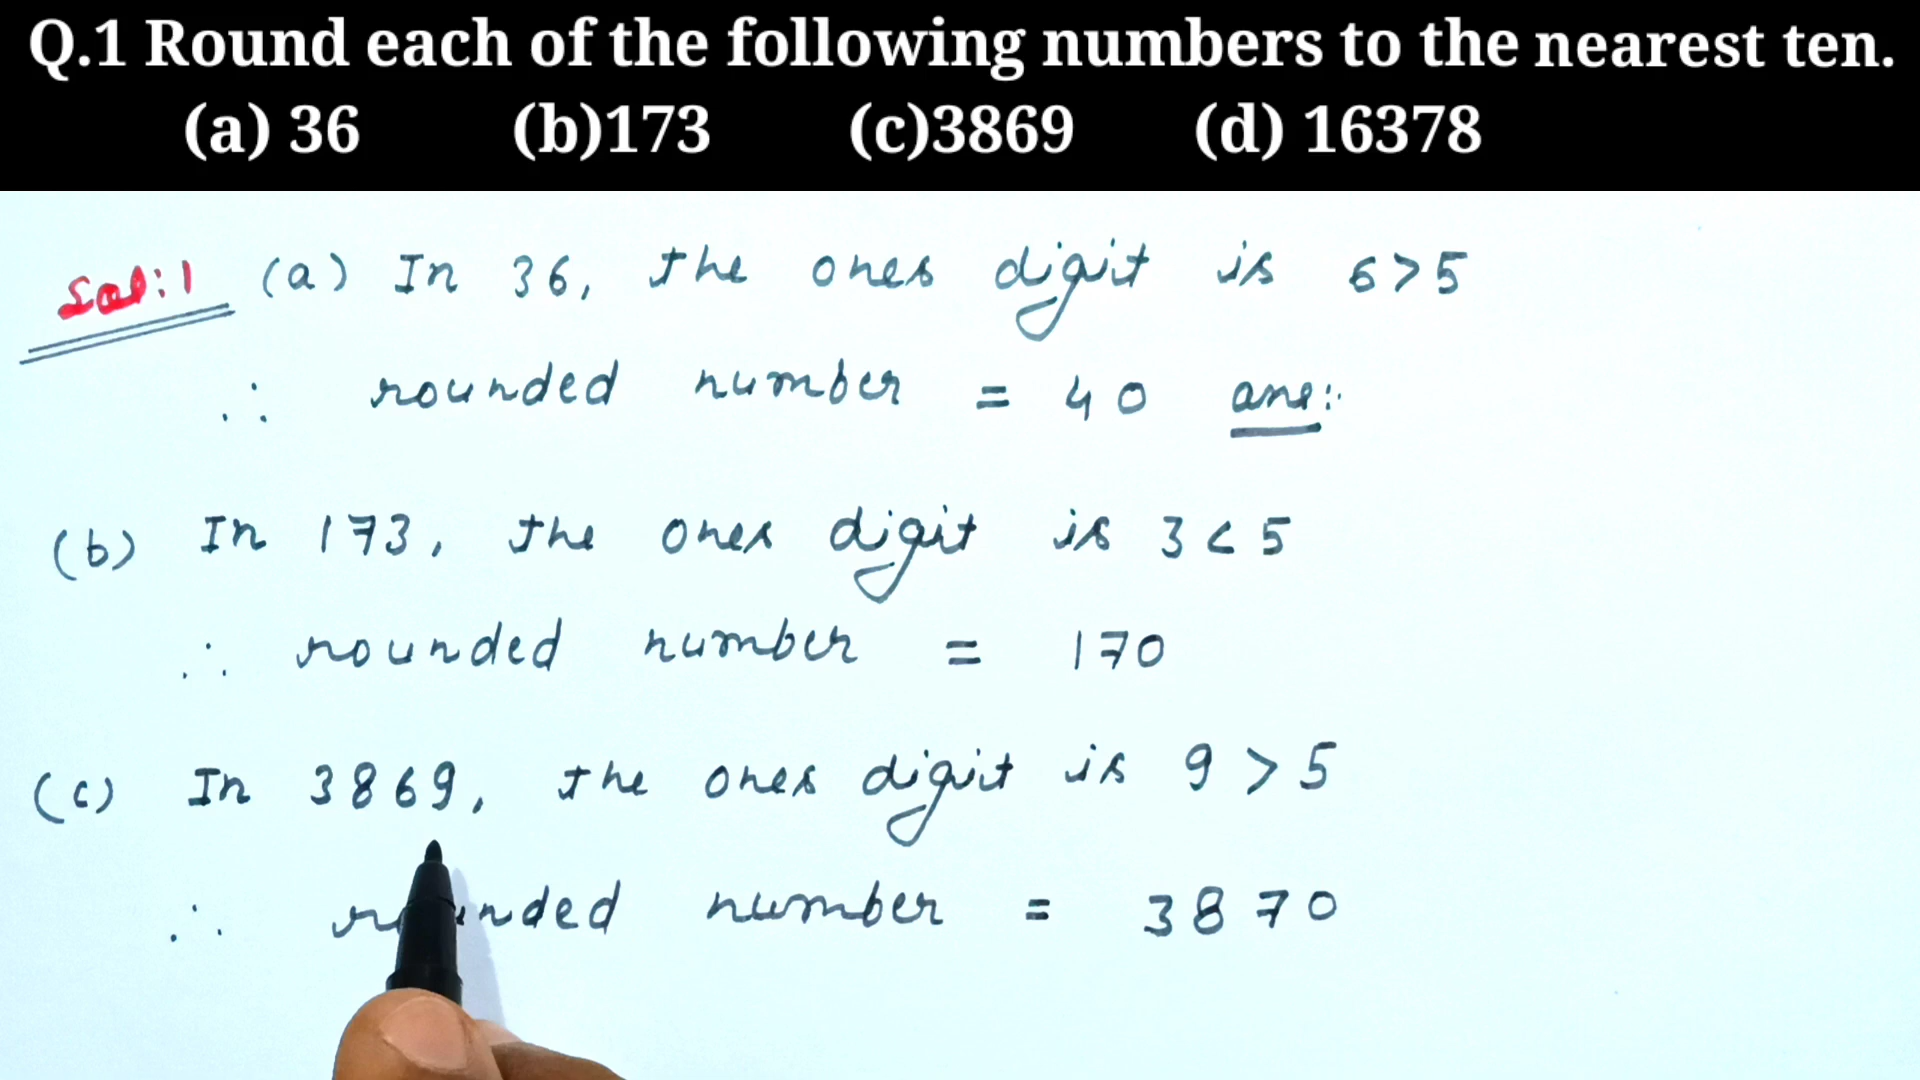 Q.1 Round each of the following numbers to the nearest ten.
(a) 36 (b)173 (c)3869 (d) 16378
Sol:1 (a) In 36, the ones digit is 6>5
∴ rounded number = 40 ans:
(b) In 173, the ones digit is 3<5
∴ rounded number = 170
(c) In 3869, the ones digit is 9>5
∴ rounded number = 3870